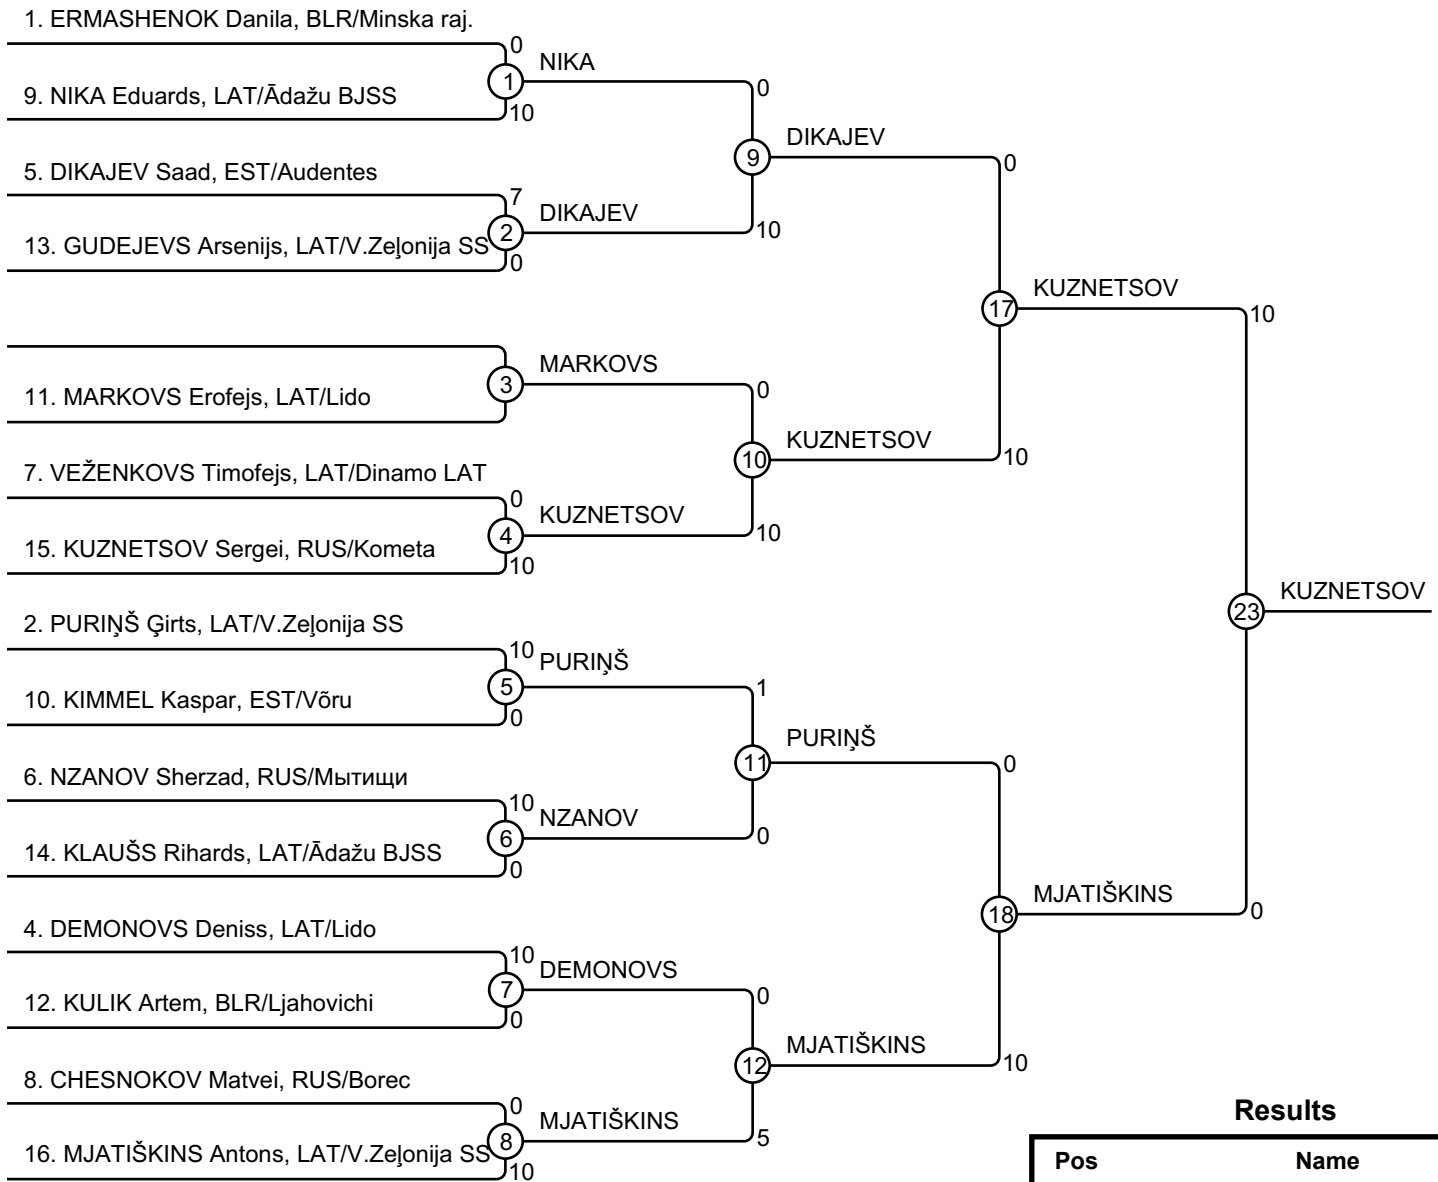 1. ERMASHENOK Danila, BLR/Minska raj.
0
1
NIKA
9. NIKA Eduards, LAT/Ādažu BJSS
10
0
9
DIKAJEV
5. DIKAJEV Saad, EST/Audentes
7
2
DIKAJEV
13. GUDEJEVS Arsenijs, LAT/V.Zeļonija SS
0
10
0
17
KUZNETSOV
3
MARKOVS
11. MARKOVS Erofejs, LAT/Lido
0
10
KUZNETSOV
7. VEŽENKOVS Timofejs, LAT/Dinamo LAT
0
4
KUZNETSOV
15. KUZNETSOV Sergei, RUS/Kometa
10
10
10
10
23
KUZNETSOV
2. PURIŅŠ Ģirts, LAT/V.Zeļonija SS
10
5
PURIŅŠ
10. KIMMEL Kaspar, EST/Võru
0
1
11
PURIŅŠ
6. NZANOV Sherzad, RUS/Мытищи
10
6
NZANOV
14. KLAUŠS Rihards, LAT/Ādažu BJSS
0
0
0
18
MJATIŠKINS
0
4. DEMONOVS Deniss, LAT/Lido
10
7
DEMONOVS
12. KULIK Artem, BLR/Ljahovichi
0
0
12
MJATIŠKINS
10
8. CHESNOKOV Matvei, RUS/Borec
0
8
MJATIŠKINS
16. MJATIŠKINS Antons, LAT/V.Zeļonija SS
10
5
Results
Pos Name